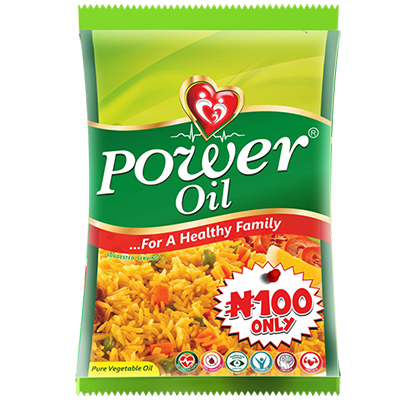 Power®
Oil
...For A Healthy Family
SUGGESTED SERVING
₦100
ONLY
Pure Vegetable Oil